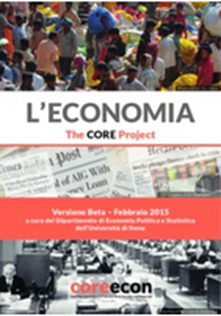 L'ECONOMIA
The CORE Project
Versione Beta – Febbraio 2015
a cura del Dipartimento di Economia Politica e Statistica
dell'Università di Siena
coreecon